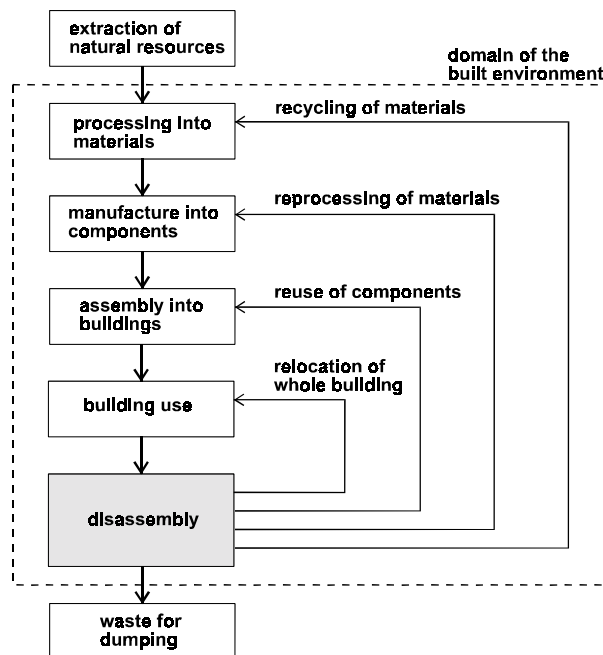 extraction of
natural resources
domain of the
built environment
processing into
materials
recycling of materials
manufacture into
components
reprocessing of materials
assembly into
buildings
reuse of components
relocation of
whole building
building use
disassembly
waste for
dumping